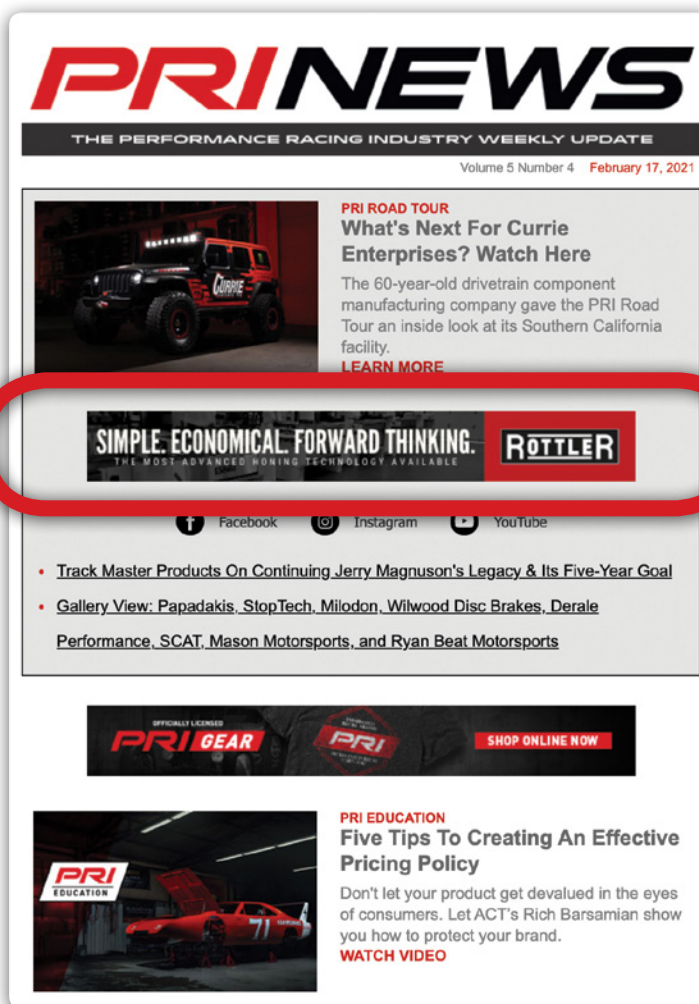 PRINEWS
THE PERFORMANCE RACING INDUSTRY WEEKLY UPDATE
Volume 5 Number 4 February 17, 2021
CURRIE
PRI ROAD TOUR
What's Next For Currie
Enterprises? Watch Here
The 60-year-old drivetrain component
manufacturing company gave the PRI Road
Tour an inside look at its Southern California
facility.
LEARN MORE
SIMPLE. ECONOMICAL. FORWARD THINKING.
THE MOST ADVANCED HONING TECHNOLOGY AVAILABLE
ROTTLER
Facebook Instagram YouTube
• Track Master Products On Continuing Jerry Magnuson's Legacy & Its Five-Year Goal
• Gallery View: Papadakis, StopTech, Milodon, Wilwood Disc Brakes, Derale
Performance, SCAT, Mason Motorsports, and Ryan Beat Motorsports
OFFICIALLY LICENSED
PRI GEAR
PRI
SHOP ONLINE NOW
PRI
EDUCATION
71
PRI EDUCATION
Five Tips To Creating An Effective
Pricing Policy
Don't let your product get devalued in the eyes
of consumers. Let ACT's Rich Barsamian show
you how to protect your brand.
WATCH VIDEO